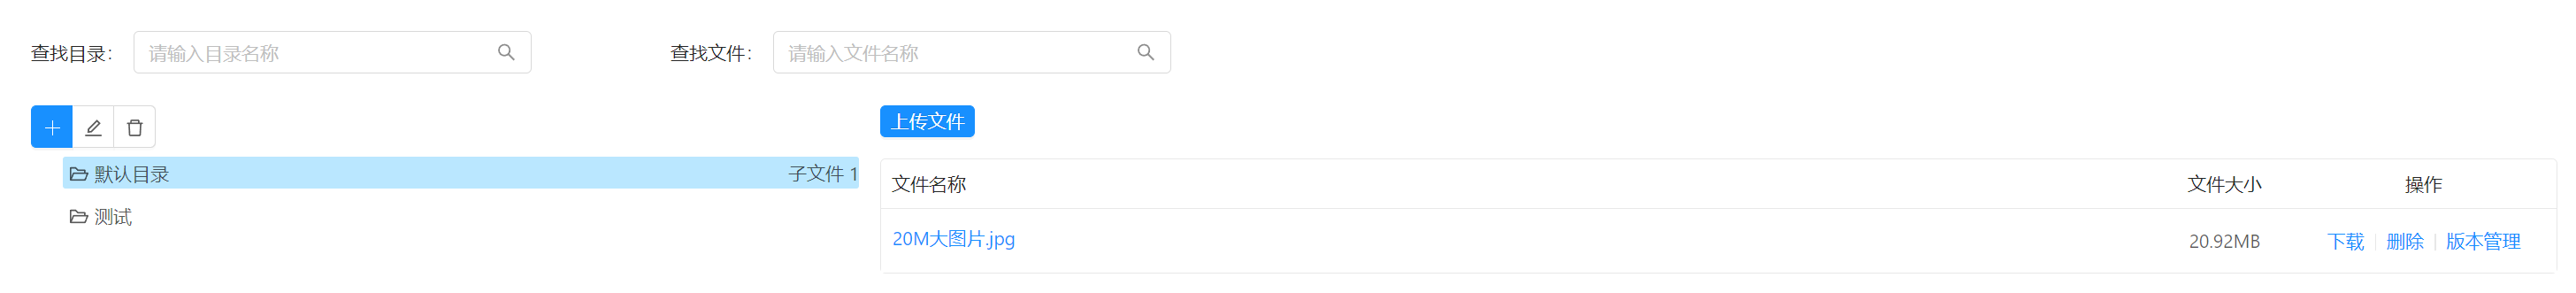 查找目录： 请输入目录名称 查找文件： 请输入文件名称
上传文件
默认目录 子文件 1
测试
文件名称 文件大小 操作
20M大图片.jpg 20.92MB 下载 删除 版本管理